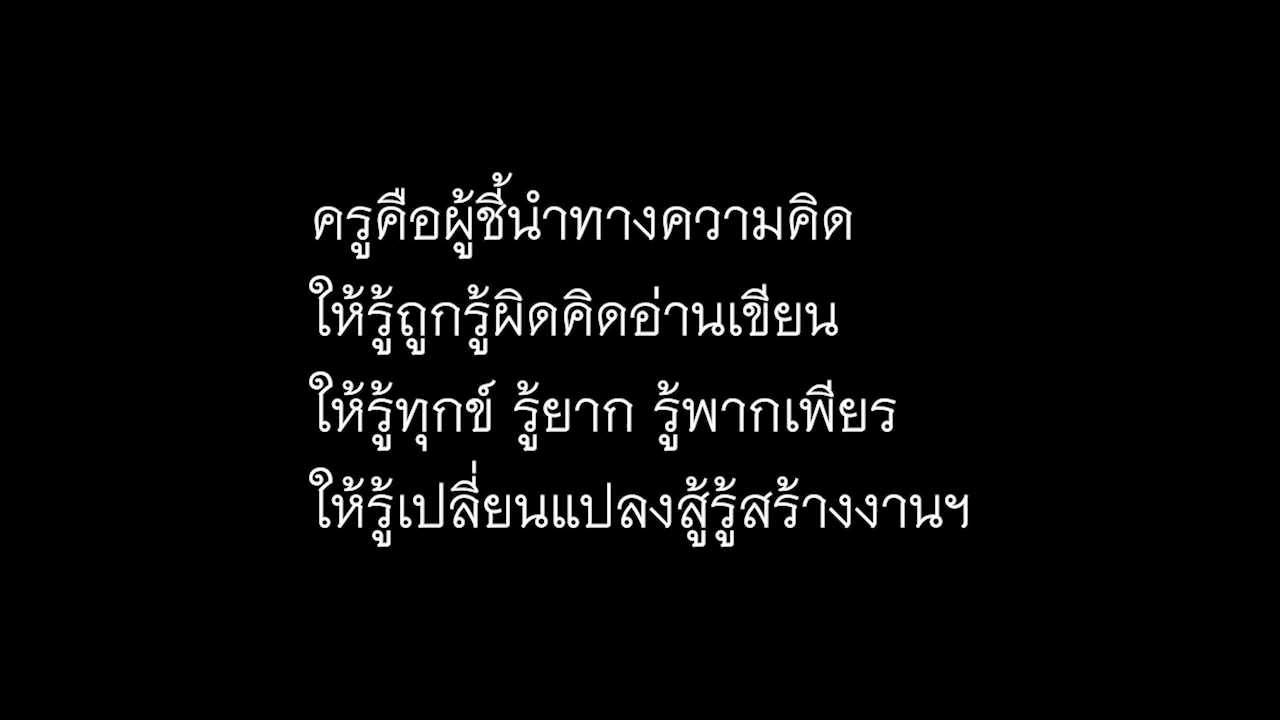 ครูคือผู้ชี้นำทางความคิด
ให้รู้ถูกรู้ผิดคิดอ่านเขียน
ให้รู้ทุกข์ รู้ยาก รู้พากเพียร
ให้รู้เปลี่ยนแปลงสู้รู้สร้างงานฯ